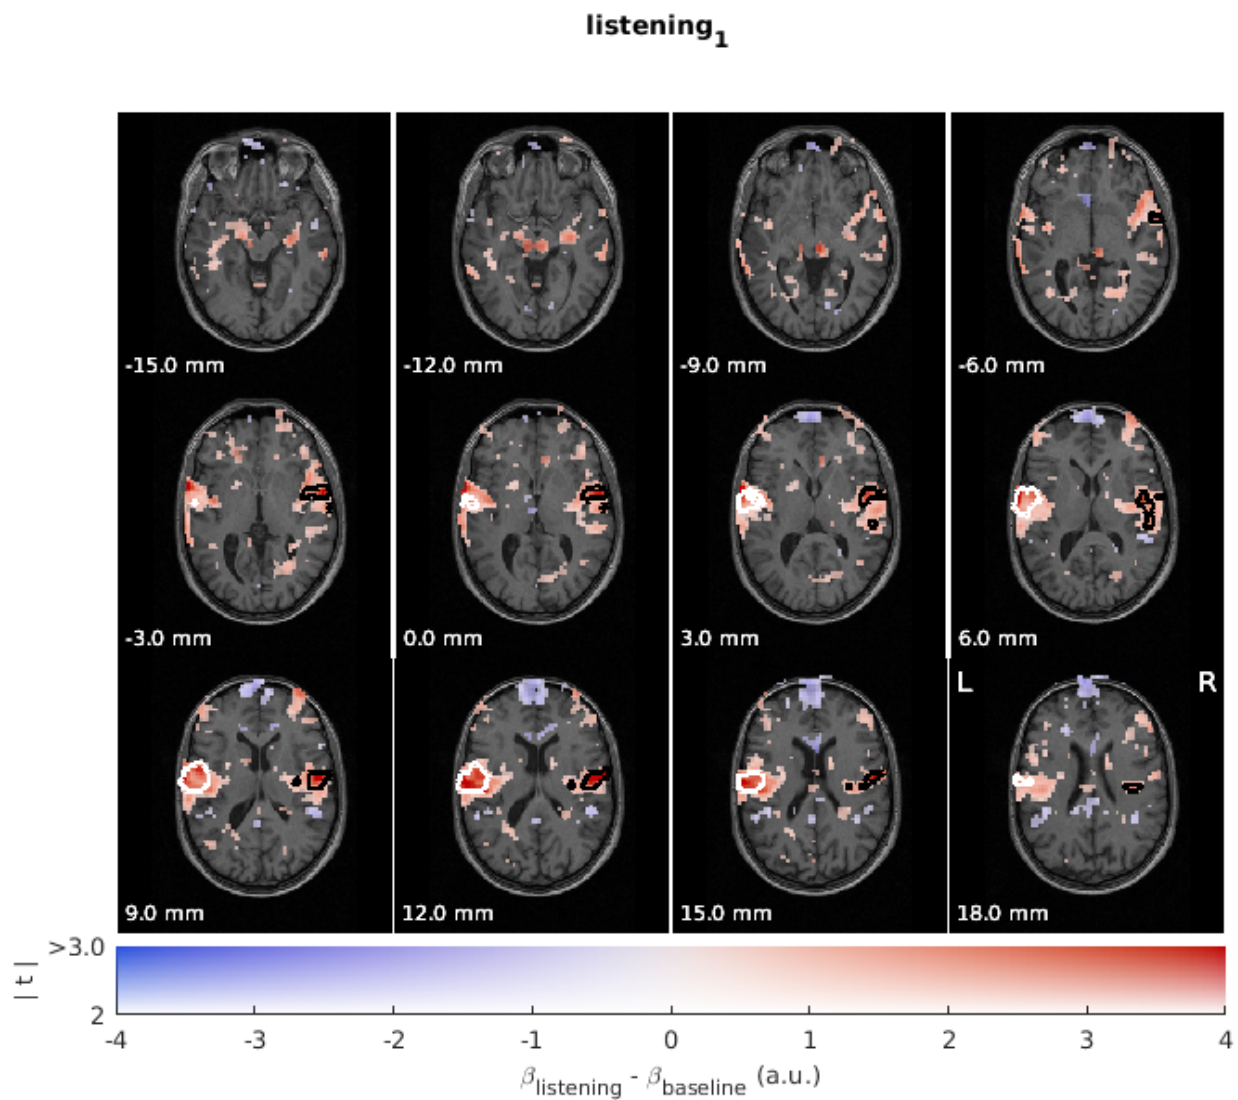 listening1
-15.0 mm
-12.0 mm
-9.0 mm
-6.0 mm
-3.0 mm
0.0 mm
3.0 mm
6.0 mm
L
R
9.0 mm
12.0 mm
15.0 mm
18.0 mm
>3.0
| t |
2
-4 -3 -2 -1 0 1 2 3 4
βlistening - βbaseline (a.u.)